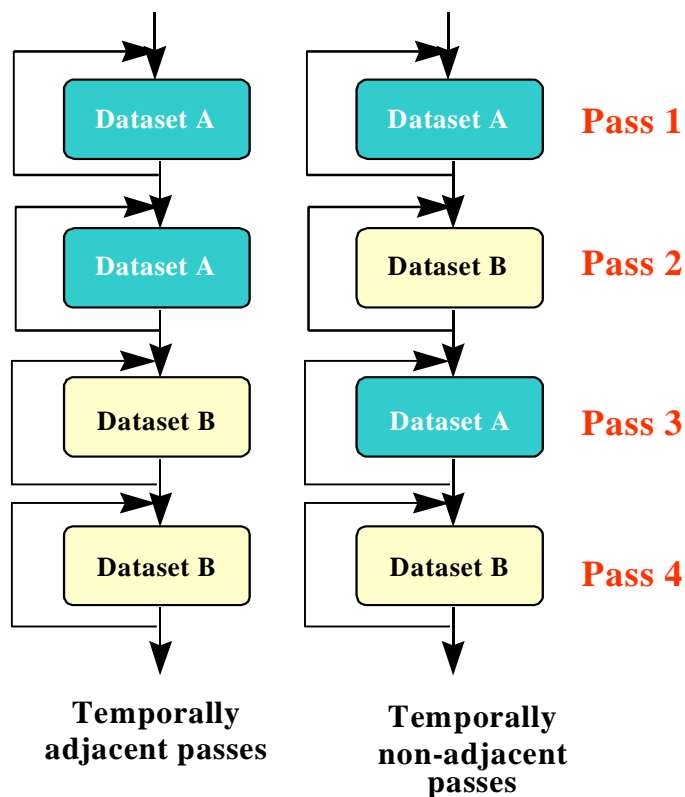 Dataset A Dataset A Pass 1
Dataset A Dataset B Pass 2
Dataset B Dataset A Pass 3
Dataset B Dataset B Pass 4
Temporally
adjacent passes
Temporally
non-adjacent
passes